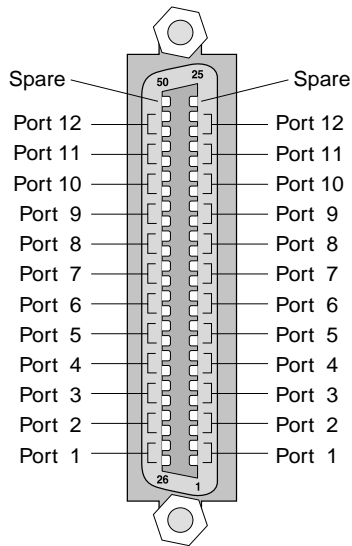 50 25
Spare Spare
Port 12 Port 12
Port 11 Port 11
Port 10 Port 10
Port 9 Port 9
Port 8 Port 8
Port 7 Port 7
Port 6 Port 6
Port 5 Port 5
Port 4 Port 4
Port 3 Port 3
Port 2 Port 2
Port 1 Port 1
26 1